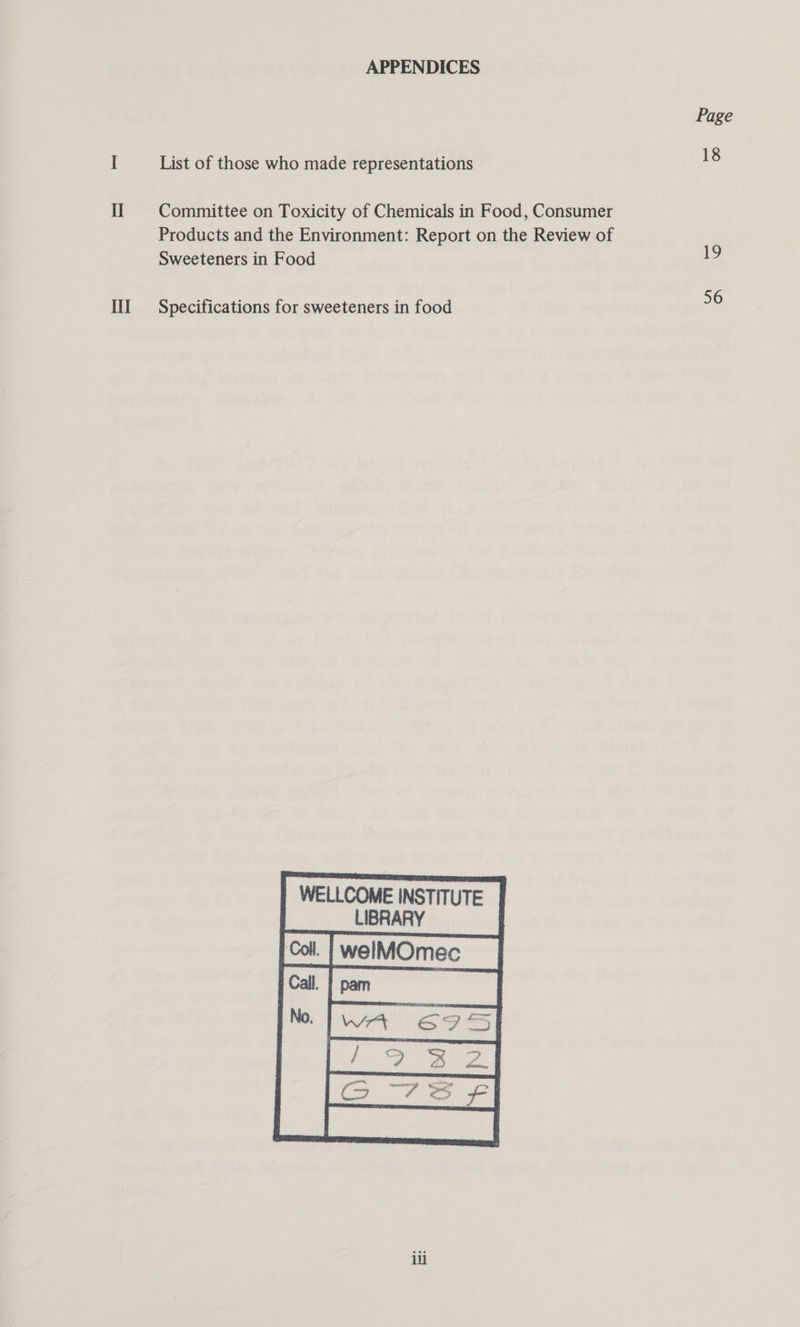 APPENDICES
Page
I List of those who made representations 18
II Committee on Toxicity of Chemicals in Food, Consumer
Products and the Environment: Report on the Review of
Sweeteners in Food 19
III Specifications for sweeteners in food 56
WELLCOME INSTITUTE
LIBRARY
Coll. welMOmec
Call. pam
No. WA 695
1982
G78f
iii